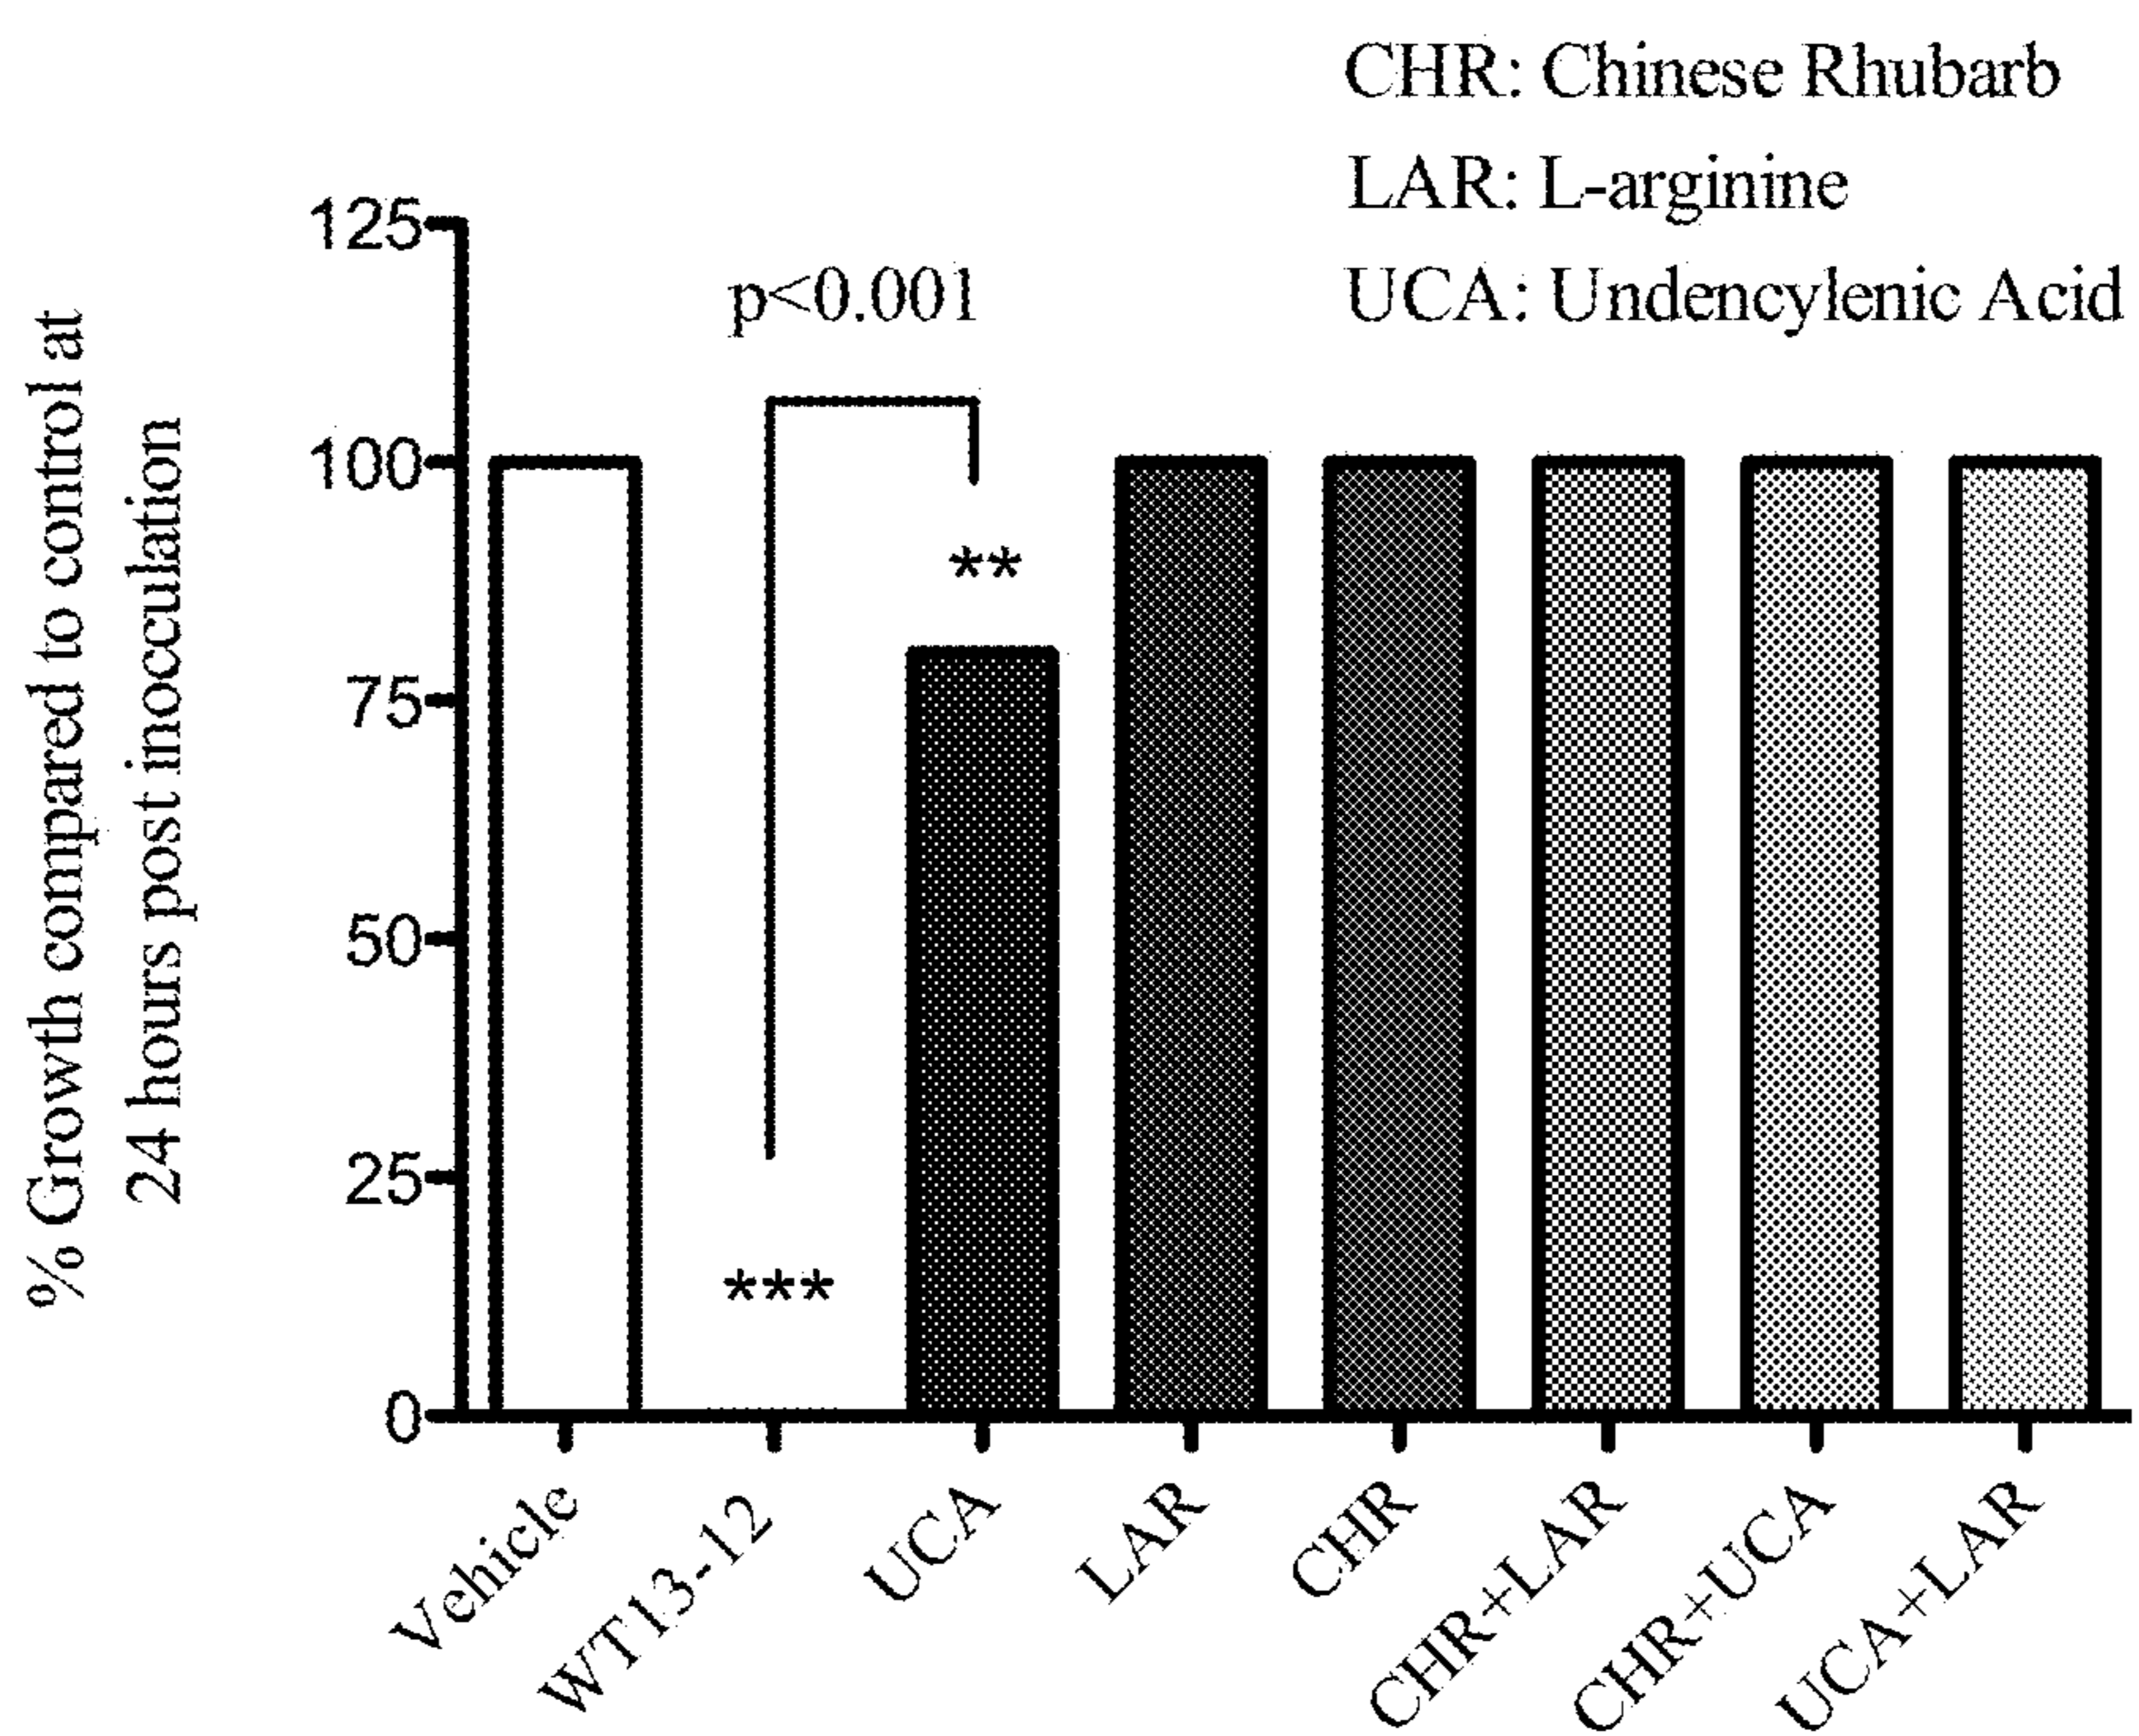 CHR: Chinese Rhubarb
LAR: L-arginine
UCA: Undencylenic Acid
p<0.001
% Growth compared to control at
24 hours post inocculation
125
100
75
50
25
0
**
***
Vehicle
WT13-12
UCA
LAR
CHR
CHR+LAR
CHR+UCA
UCA+LAR